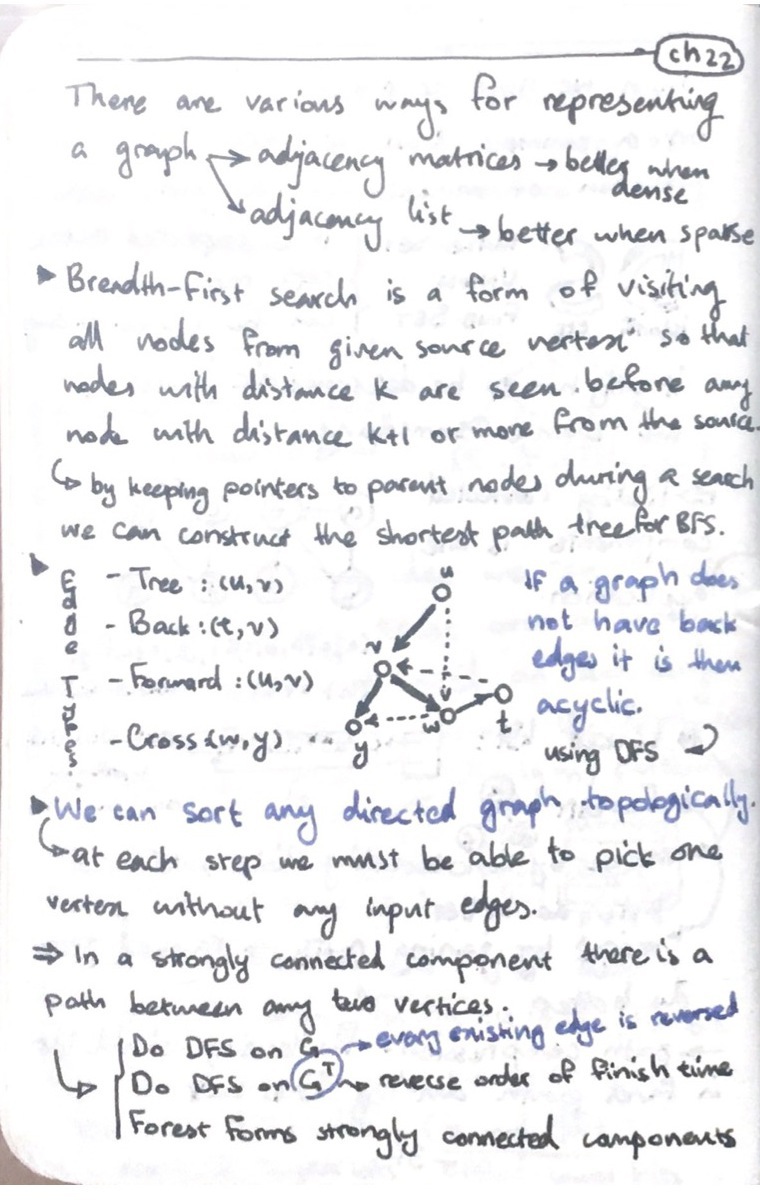 ch22
There are various ways for representing
a graph → adjacency matrices → better when
dense
adjacency list → better when sparse
▸ Breadth-First search is a form of visiting
all nodes from given source vertex so that
nodes with distance k are seen before any
node with distance k+1 or more from the source.
↳ by keeping pointers to parent nodes during a search
we can construct the shortest path tree for BFS.
▸ Edge Types:
- Tree : (u,v)
- Back : (t,v)
- Forward : (u,v)
- Cross : (w,y)
u
v
w
t
y
If a graph does
not have back
edges it is then
acyclic.
using DFS
▸ We can sort any directed graph topologically.
↳ at each step we must be able to pick one
vertex without any input edges.
⇒ In a strongly connected component there is a
path between any two vertices.
Do DFS on G → every existing edge is reversed
Do DFS on Gᵀ → reverse order of finish time
Forest forms strongly connected components